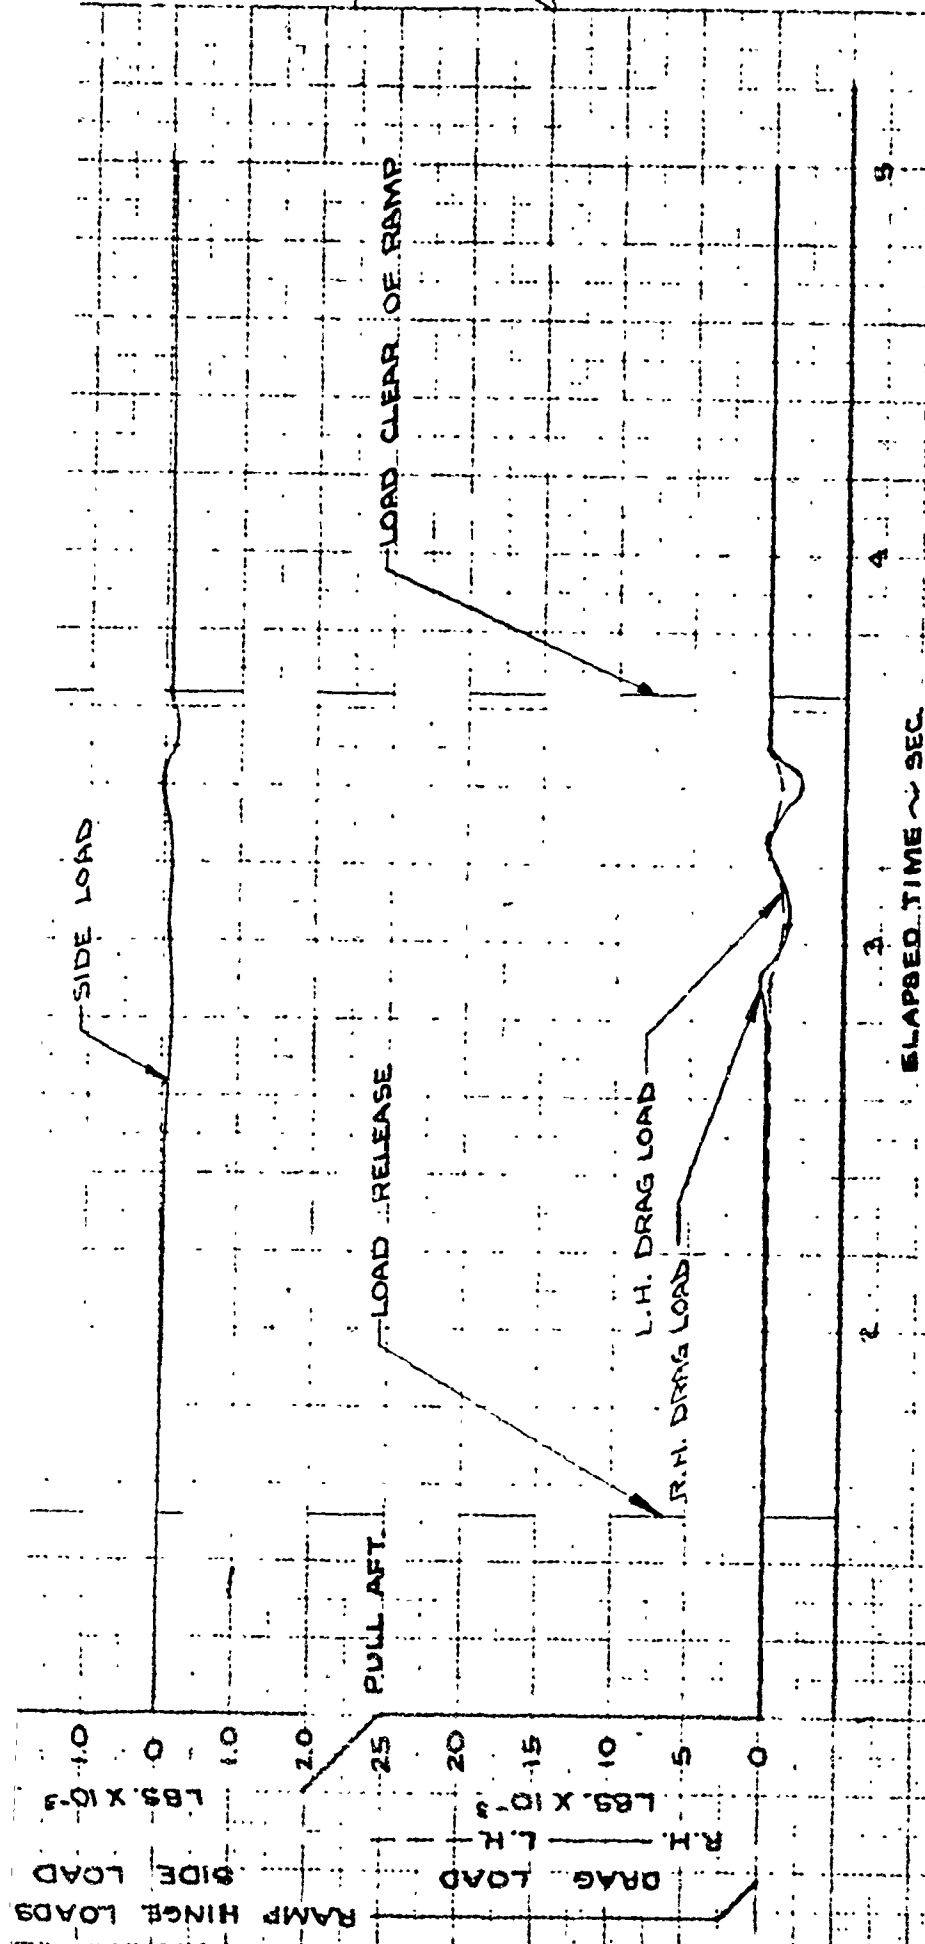 RAMP HINGE LOADS
SIDE LOAD
LBS. X 10-3
1.0
0
1.0
2.0
DRAG LOAD
R.H. —— L.H. – – –
LBS. X 10-3
25
20
15
10
5
0
PULL AFT
SIDE LOAD
LOAD RELEASE
LOAD CLEAR OF RAMP
L.H. DRAG LOAD
R.H. DRAG LOAD
1
2
3
4
5
ELAPSED TIME ~ SEC.